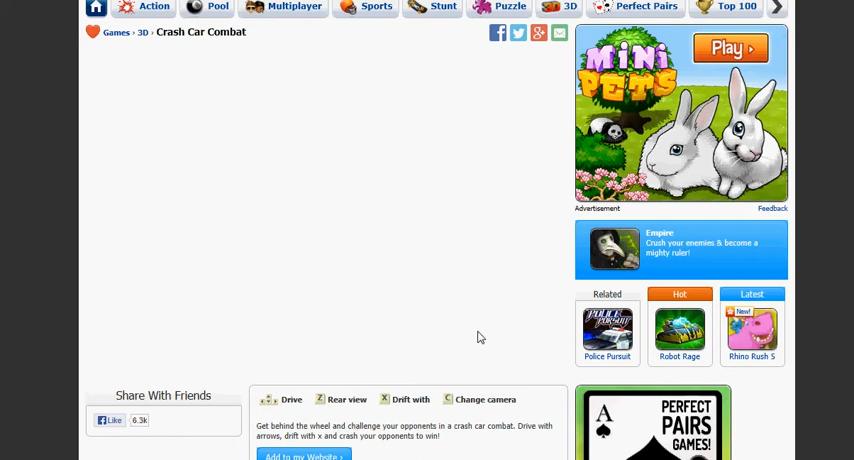 Action Pool Multiplayer Sports Stunt Puzzle 3D Perfect Pairs Top 100
Games › 3D › Crash Car Combat
MiNi PETS
Play
Advertisement Feedback
Empire
Crush your enemies & become a
mighty ruler!
Related Hot Latest
POLICE PURSUIT
New!
Police Pursuit Robot Rage Rhino Rush S
Share With Friends
Like 6.3k
Drive Z Rear view X Drift with C Change camera
Get behind the wheel and challenge your opponents in a crash car combat. Drive with
arrows, drift with x and crash your opponents to win!
Add to my Website ›
A
PERFECT
PAIRS
GAMES!